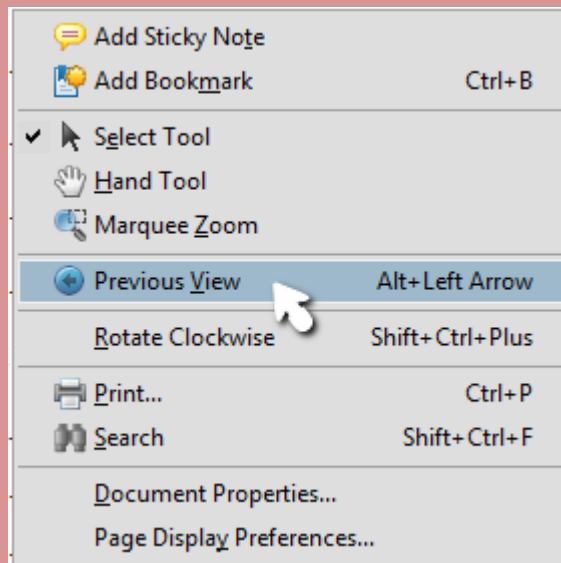 Add Sticky Note
Add Bookmark Ctrl+B
Select Tool
Hand Tool
Marquee Zoom
Previous View Alt+Left Arrow
Rotate Clockwise Shift+Ctrl+Plus
Print... Ctrl+P
Search Shift+Ctrl+F
Document Properties...
Page Display Preferences...